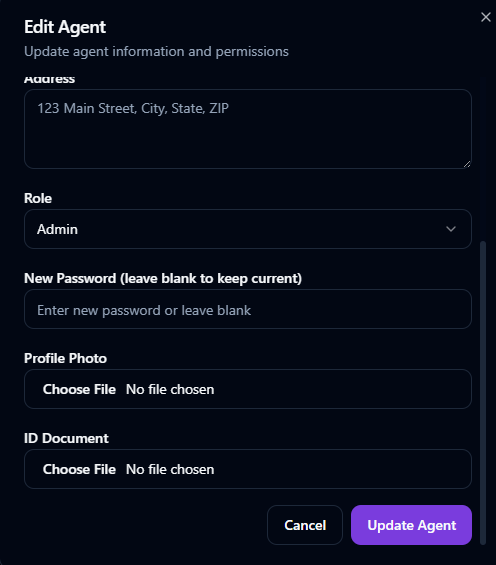 Edit Agent
Update agent information and permissions
Address
123 Main Street, City, State, ZIP
Role
Admin
New Password (leave blank to keep current)
Enter new password or leave blank
Profile Photo
Choose File No file chosen
ID Document
Choose File No file chosen
Cancel Update Agent